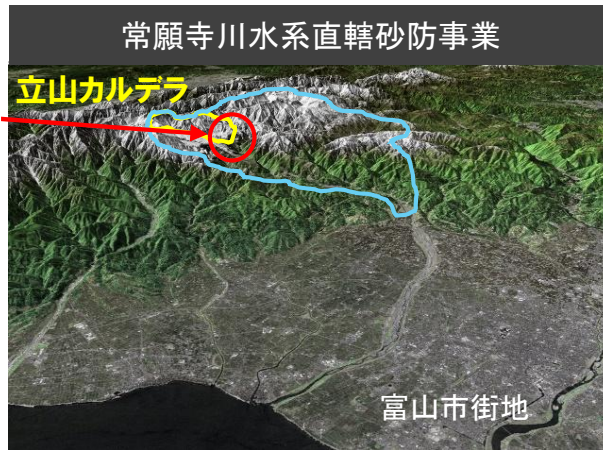 常願寺川水系直轄砂防事業
立山カルデラ
富山市街地